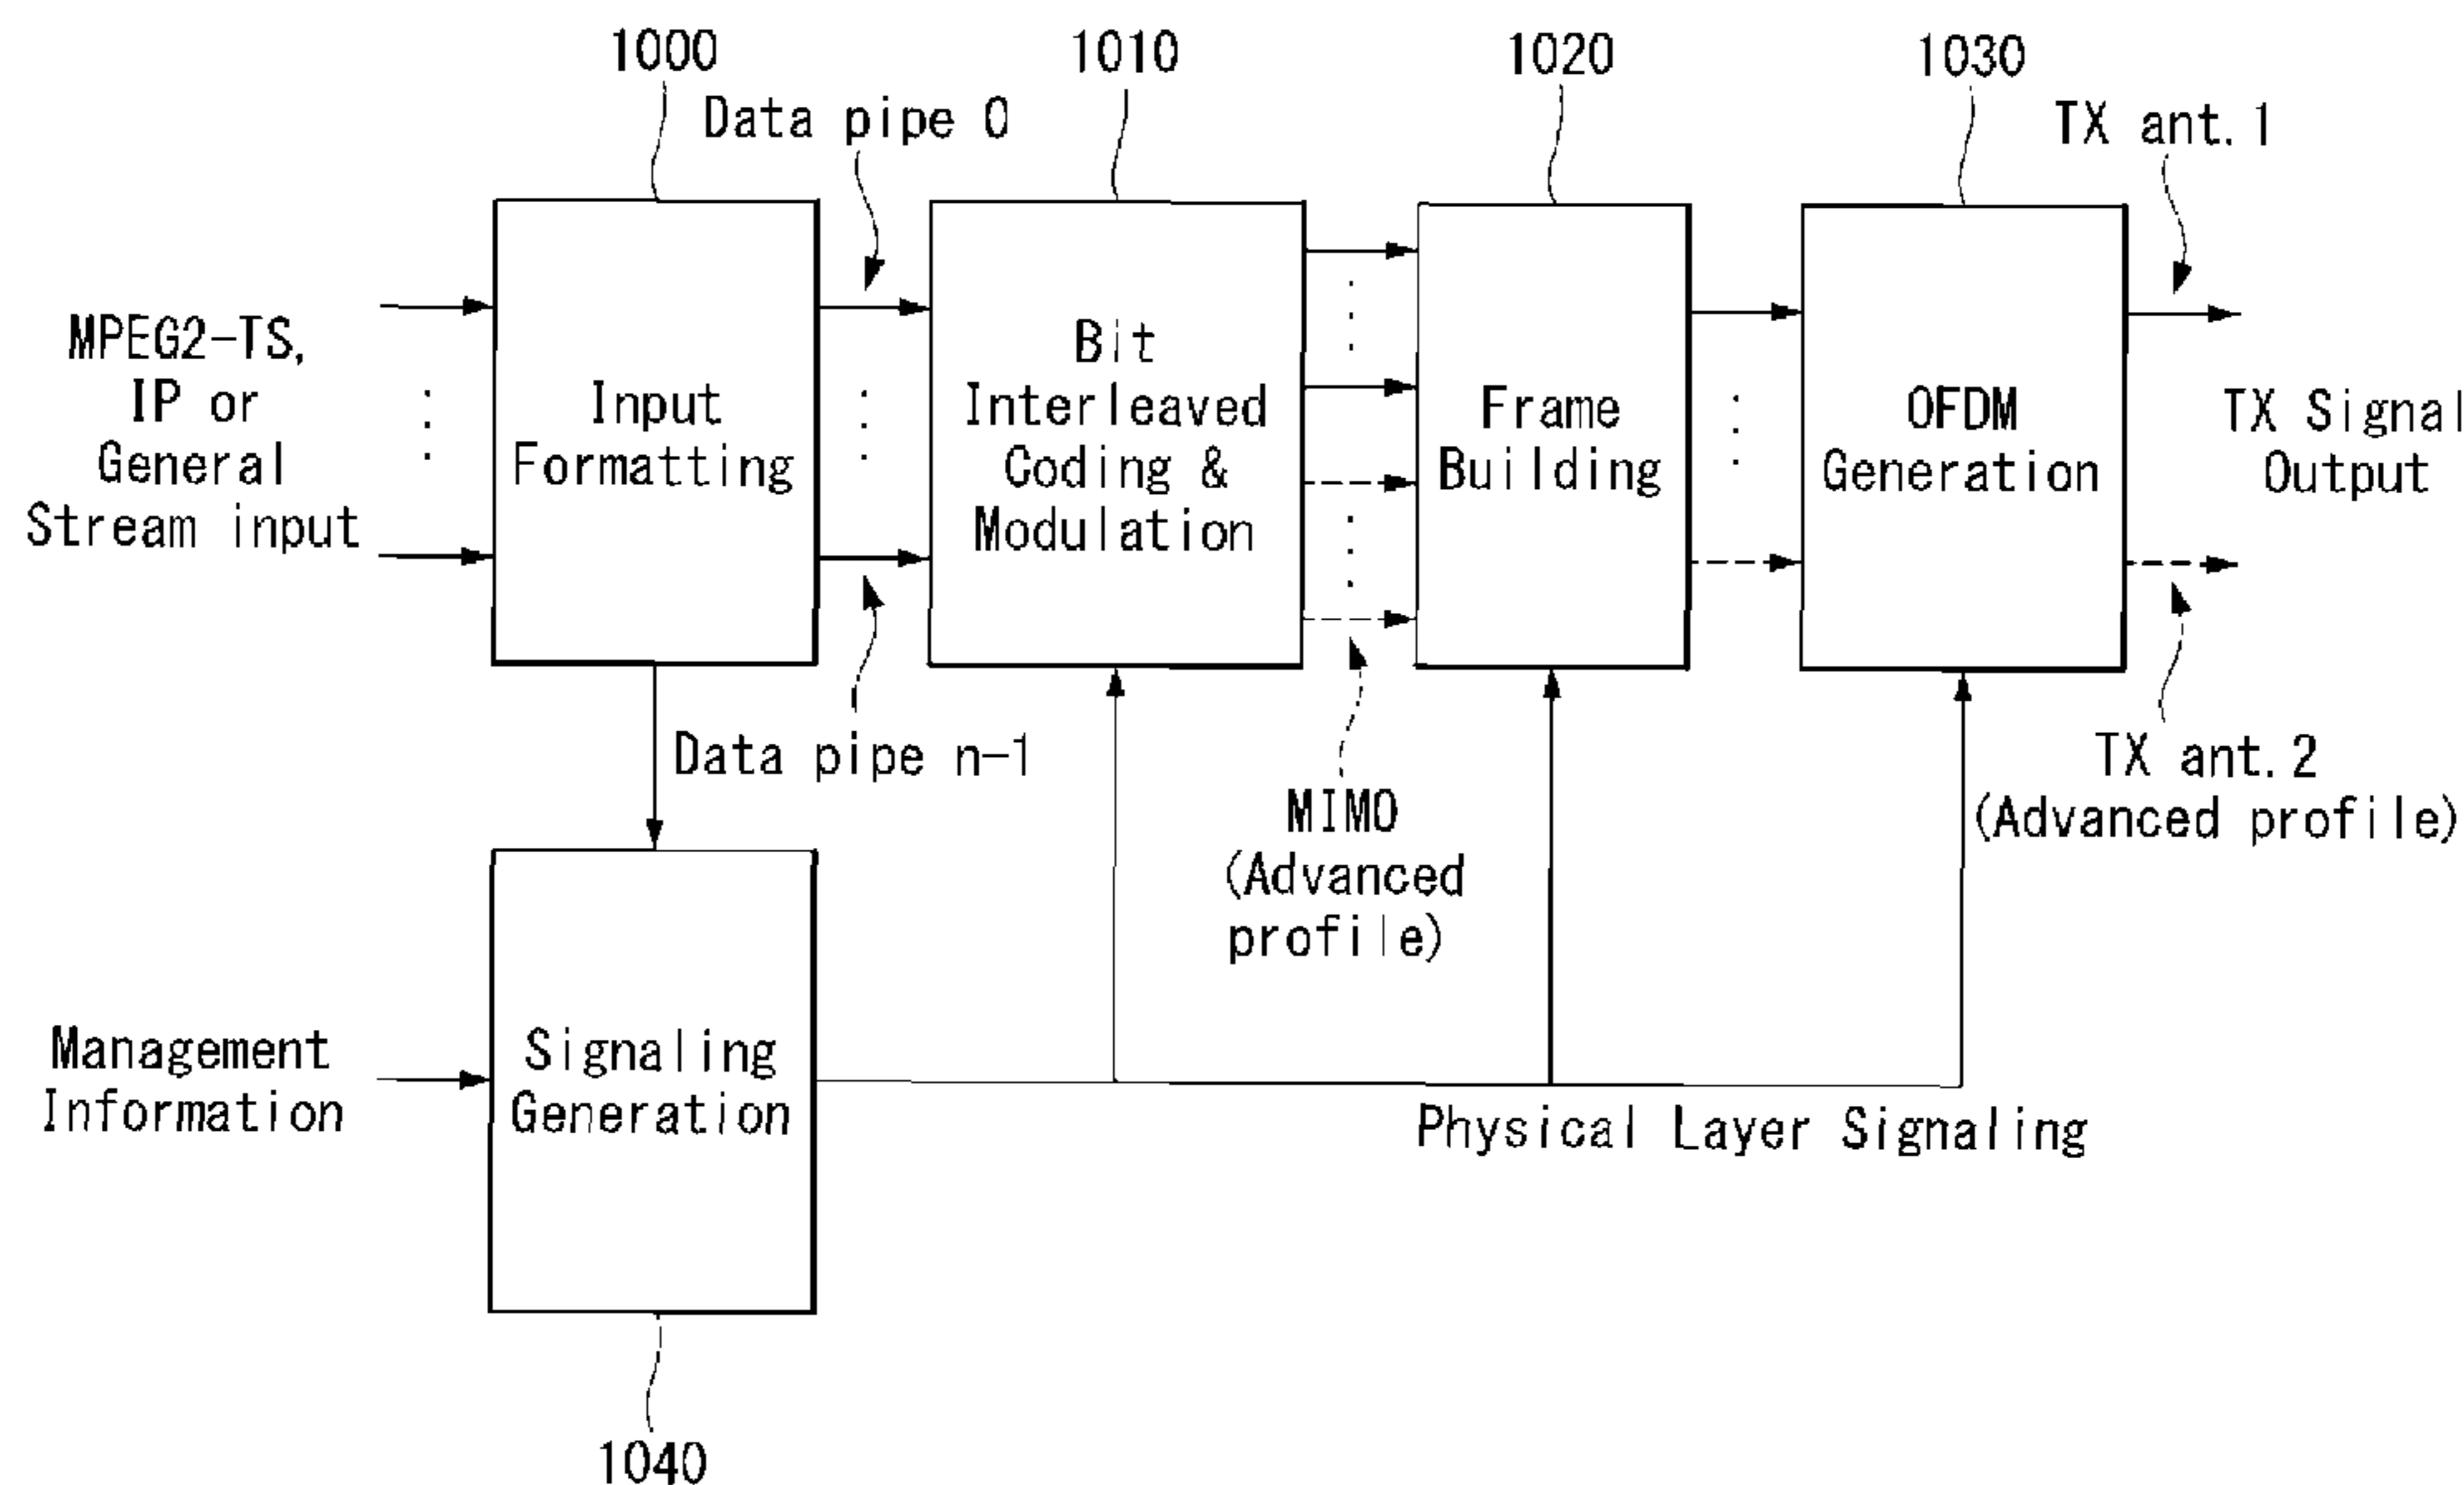 1000
1010
1020
1030
Data pipe 0
TX ant.1
MPEG2-TS,
IP or
General
Stream input
Input
Formatting
Bit
Interleaved
Coding &
Modulation
Frame
Building
OFDM
Generation
TX Signal
Output
Data pipe n-1
MIMO
(Advanced
profile)
TX ant.2
(Advanced profile)
Management
Information
Signaling
Generation
Physical Layer Signaling
1040